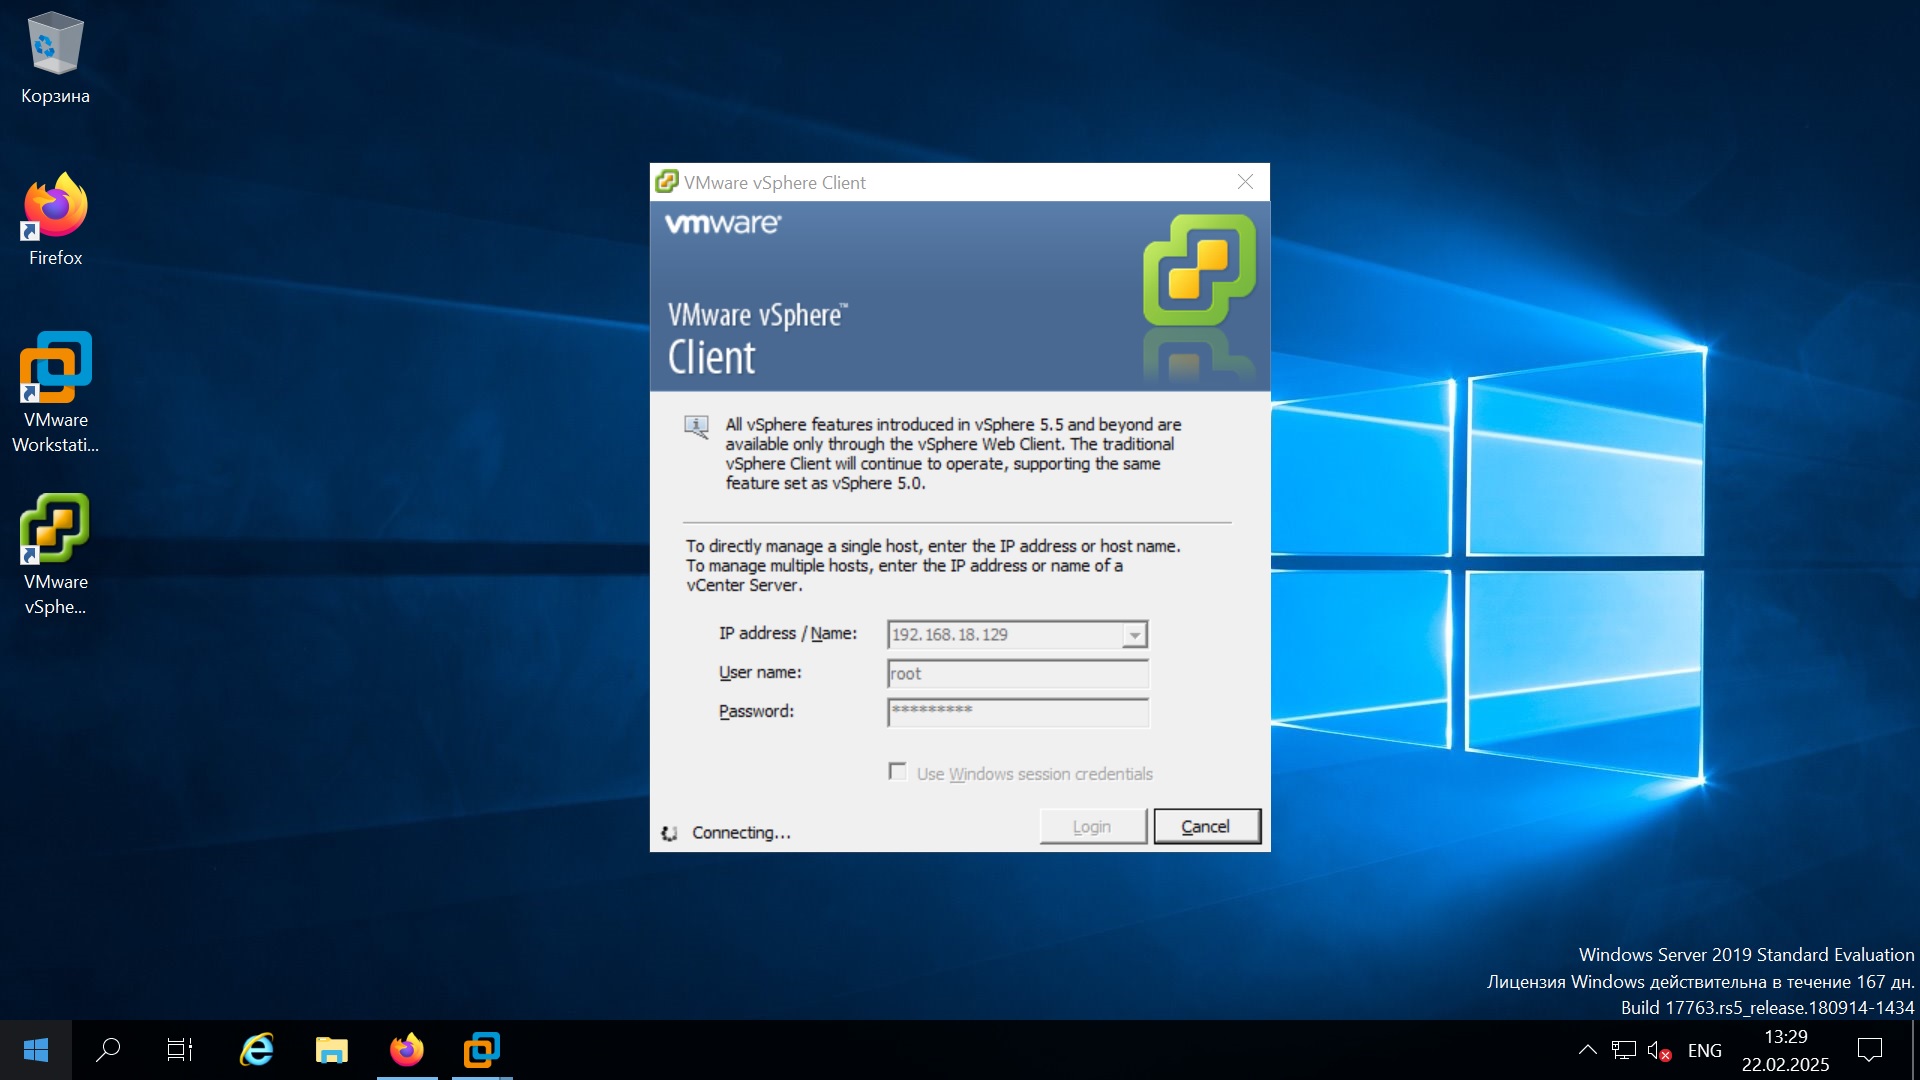 Корзина
Firefox
VMware
Workstati...
VMware
vSphe...
VMware vSphere Client
vmware®
VMware vSphere™
Client
All vSphere features introduced in vSphere 5.5 and beyond are
available only through the vSphere Web Client. The traditional
vSphere Client will continue to operate, supporting the same
feature set as vSphere 5.0.
To directly manage a single host, enter the IP address or host name.
To manage multiple hosts, enter the IP address or name of a
vCenter Server.
IP address / Name: 192.168.18.129
User name: root
Password: *********
Use Windows session credentials
Connecting... Login Cancel
Windows Server 2019 Standard Evaluation
Лицензия Windows действительна в течение 167 дн.
Build 17763.rs5_release.180914-1434
ENG
13:29
22.02.2025